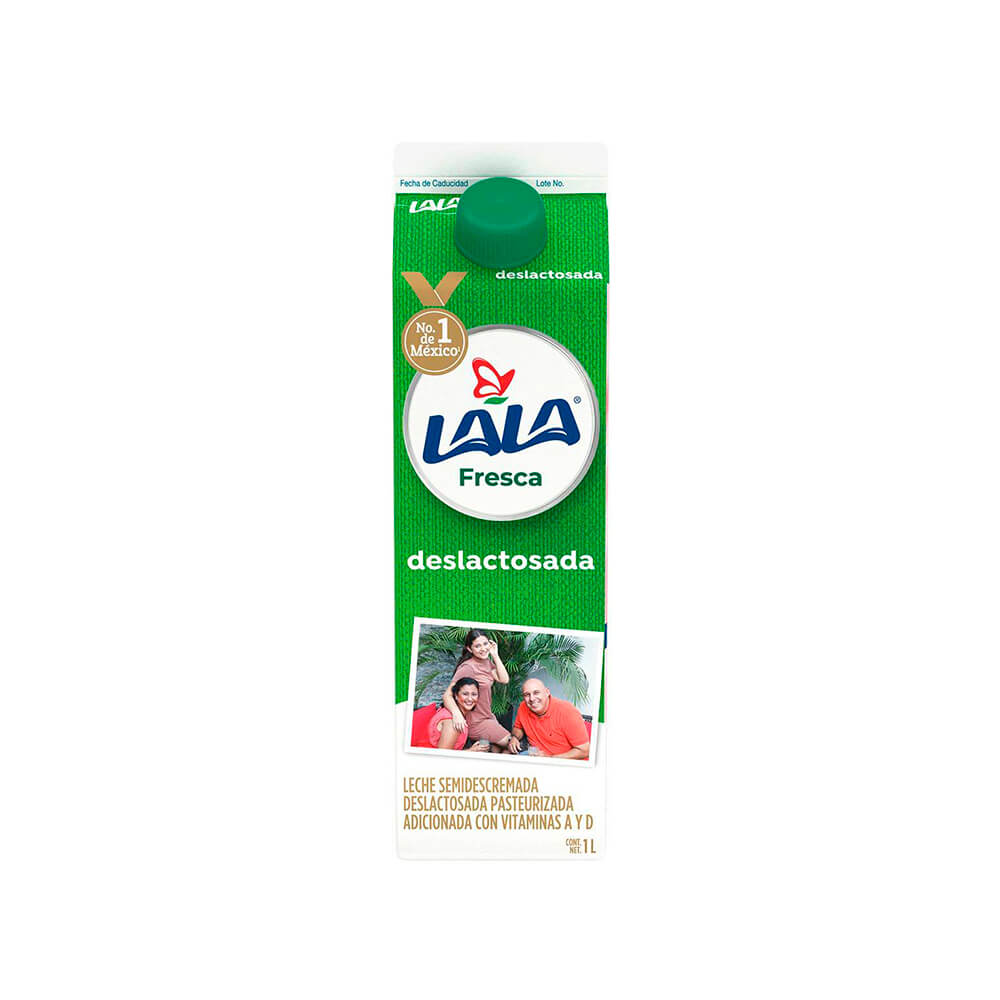 Fecha de Caducidad
Lote No.
LALA
deslactosada
No. 1
de
México¹
LALA®
Fresca
deslactosada
LECHE SEMIDESCREMADA
DESLACTOSADA PASTEURIZADA
ADICIONADA CON VITAMINAS A Y D
CONT.
NET. 1 L